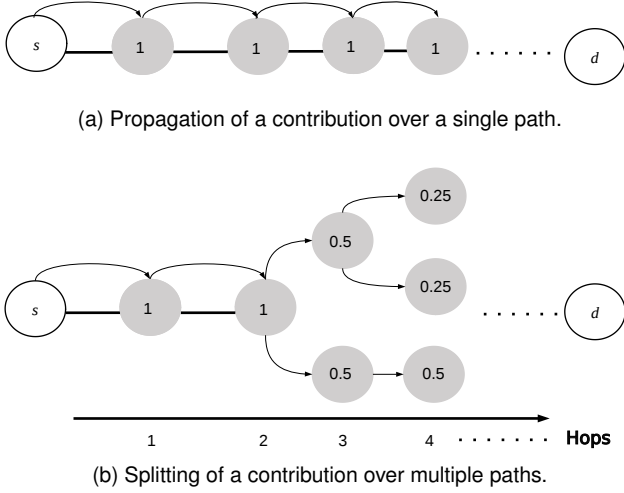 s 1 1 1 1 d
(a) Propagation of a contribution over a single path.
0.25
0.5
0.25
s 1 1 d
0.5 0.5
1 2 3 4 Hops
(b) Splitting of a contribution over multiple paths.